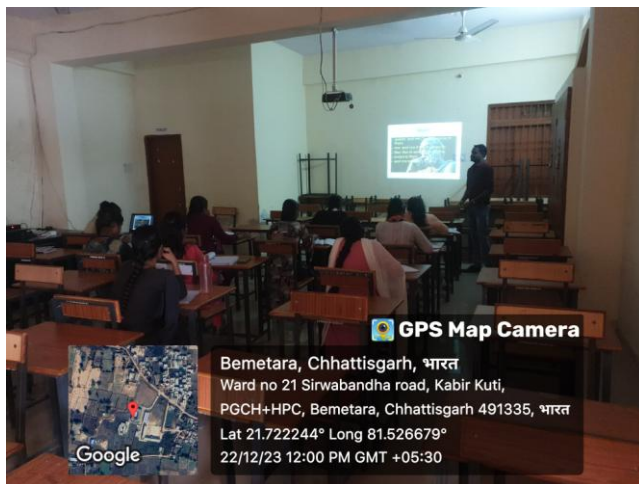 GPS Map Camera
Bemetara, Chhattisgarh, भारत
Ward no 21 Sirwabandha road, Kabir Kuti,
PGCH+HPC, Bemetara, Chhattisgarh 491335, भारत
Lat 21.722244° Long 81.526679°
22/12/23 12:00 PM GMT +05:30
Google